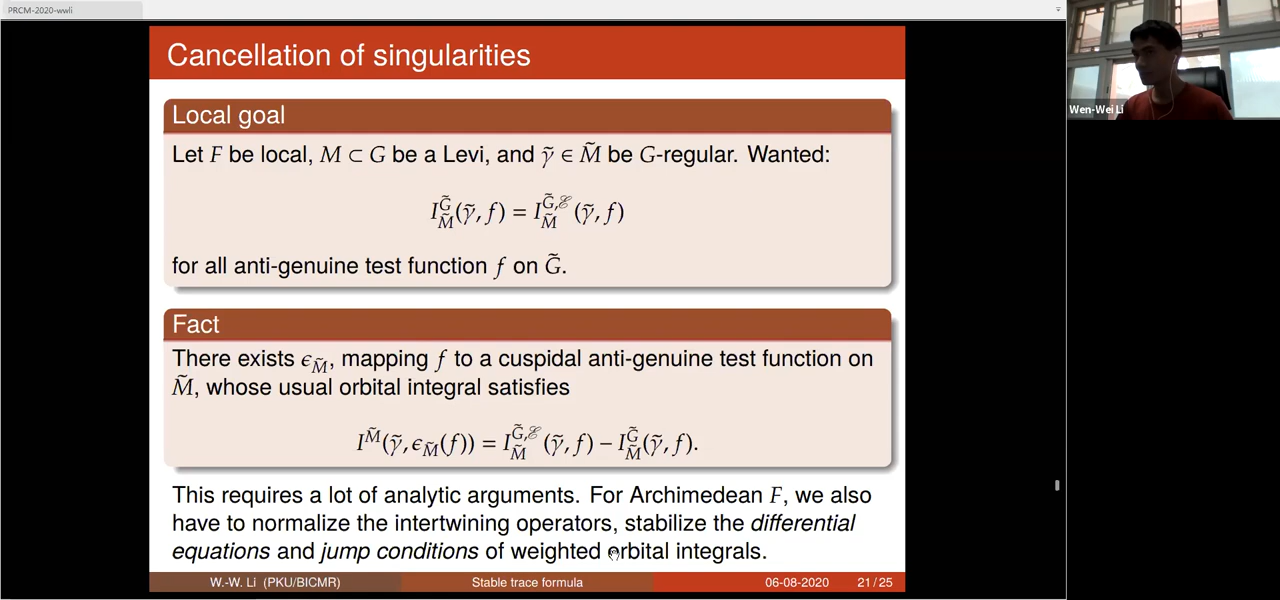 PRCM-2020-wwli
Cancellation of singularities
Local goal
Let F be local, M ⊂ G be a Levi, and γ̃ ∈ M̃ be G-regular. Wanted:
I^{G̃}_{M̃}(γ̃, f) = I^{G̃,ℰ}_{M̃}(γ̃, f)
for all anti-genuine test function f on G̃.
Fact
There exists ϵ_{M̃}, mapping f to a cuspidal anti-genuine test function on
M̃, whose usual orbital integral satisfies
I^{M̃}(γ̃, ϵ_{M̃}(f)) = I^{G̃,ℰ}_{M̃}(γ̃, f) − I^{G̃}_{M̃}(γ̃, f).
This requires a lot of analytic arguments. For Archimedean F, we also
have to normalize the intertwining operators, stabilize the differential
equations and jump conditions of weighted orbital integrals.
W.-W. Li (PKU/BICMR) Stable trace formula 06-08-2020 21 / 25
Wen-Wei Li